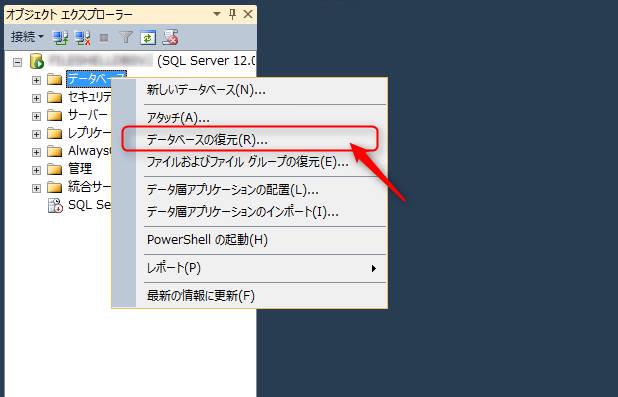 オブジェクト エクスプローラー
接続
(SQL Server 12.0
データベース
セキュリテ
サーバー
レプリケー
Always
管理
統合サー
SQL Se
新しいデータベース(N)...
アタッチ(A)...
データベースの復元(R)...
ファイルおよびファイル グループの復元(E)...
データ層アプリケーションの配置(L)...
データ層アプリケーションのインポート(I)...
PowerShell の起動(H)
レポート(P)
最新の情報に更新(F)